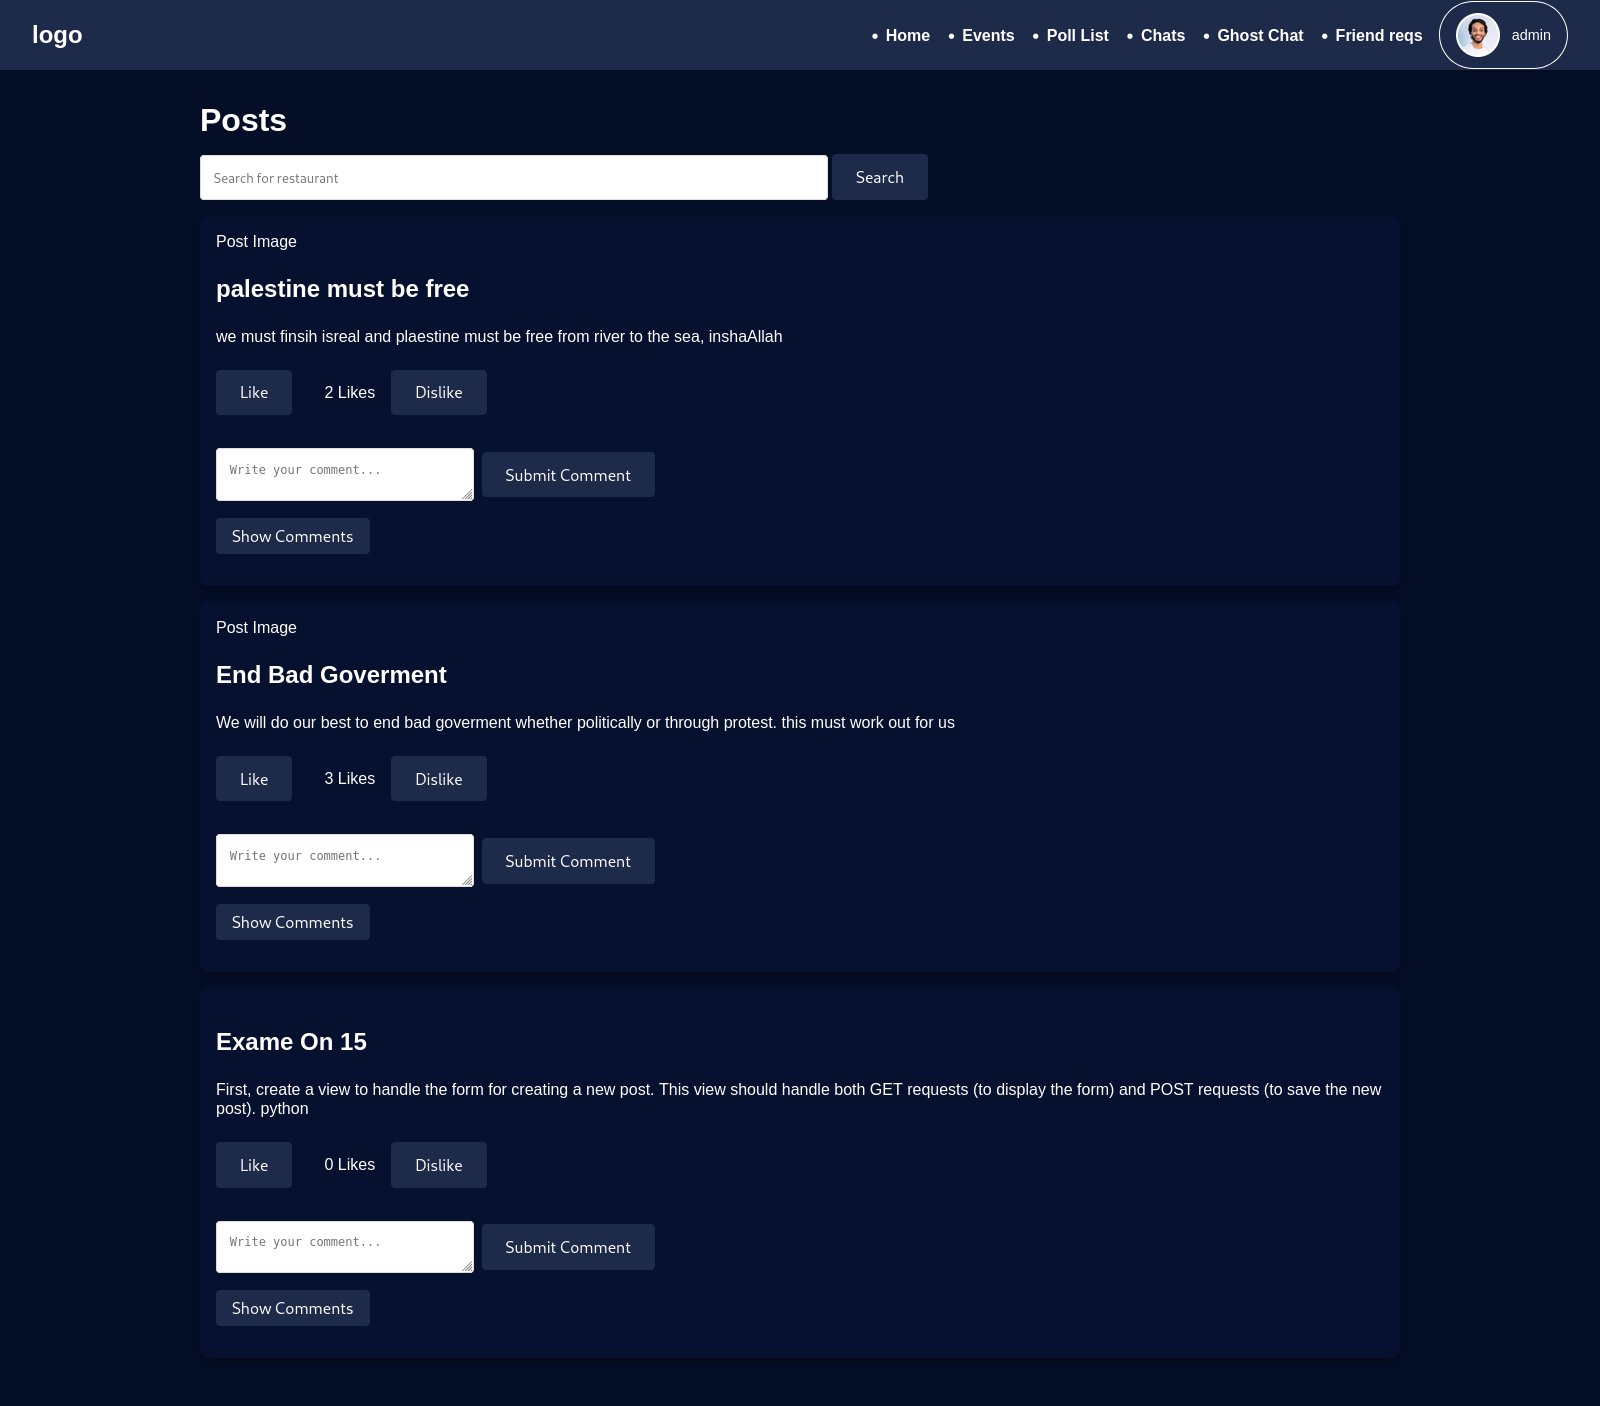 logo
Home
Events
Poll List
Chats
Ghost Chat
Friend reqs
admin
Posts
Search for restaurant
Search
Post Image
palestine must be free
we must finsih isreal and plaestine must be free from river to the sea, inshaAllah
Like
2 Likes
Dislike
Write your comment...
Submit Comment
Show Comments
Post Image
End Bad Goverment
We will do our best to end bad goverment whether politically or through protest. this must work out for us
Like
3 Likes
Dislike
Write your comment...
Submit Comment
Show Comments
Exame On 15
First, create a view to handle the form for creating a new post. This view should handle both GET requests (to display the form) and POST requests (to save the new
post). python
Like
0 Likes
Dislike
Write your comment...
Submit Comment
Show Comments